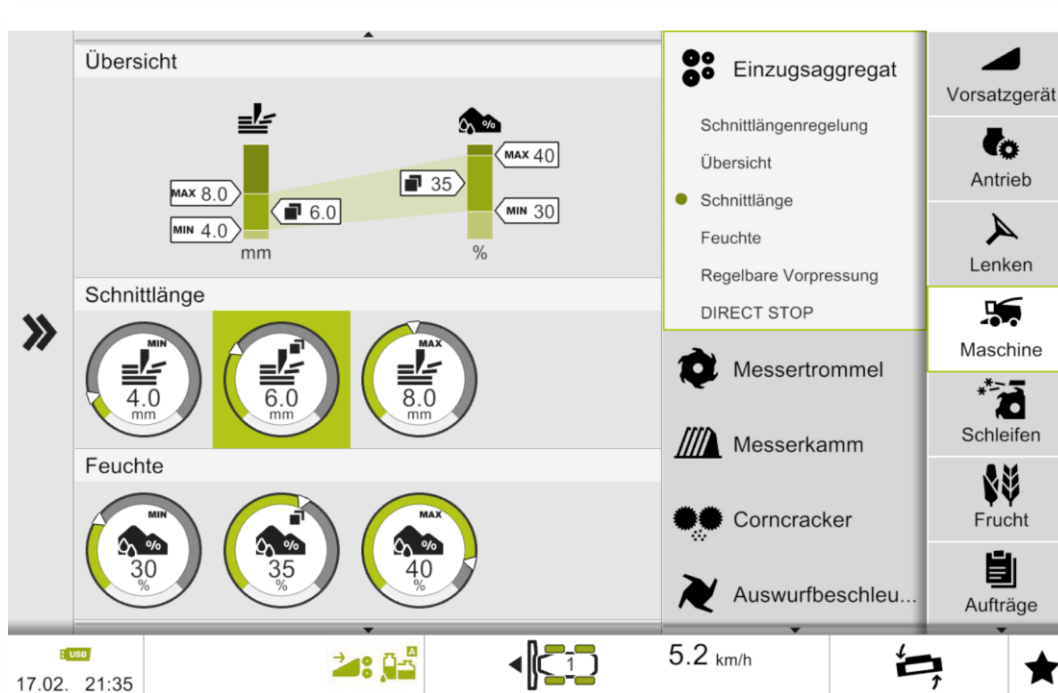 Übersicht
%
MAX 8.0
MIN 4.0
6.0
35
MAX 40
MIN 30
mm
%
Schnittlänge
MIN
4.0
mm
6.0
mm
MAX
8.0
mm
Feuchte
MIN
%
30
%
%
35
%
MAX
%
40
%
Einzugsaggregat
Schnittlängenregelung
Übersicht
Schnittlänge
Feuchte
Regelbare Vorpressung
DIRECT STOP
Messertrommel
Messerkamm
Corncracker
Auswurfbeschleu...
Vorsatzgerät
Antrieb
Lenken
Maschine
Schleifen
Frucht
Aufträge
USB
17.02. 21:35
A
1
5.2 km/h